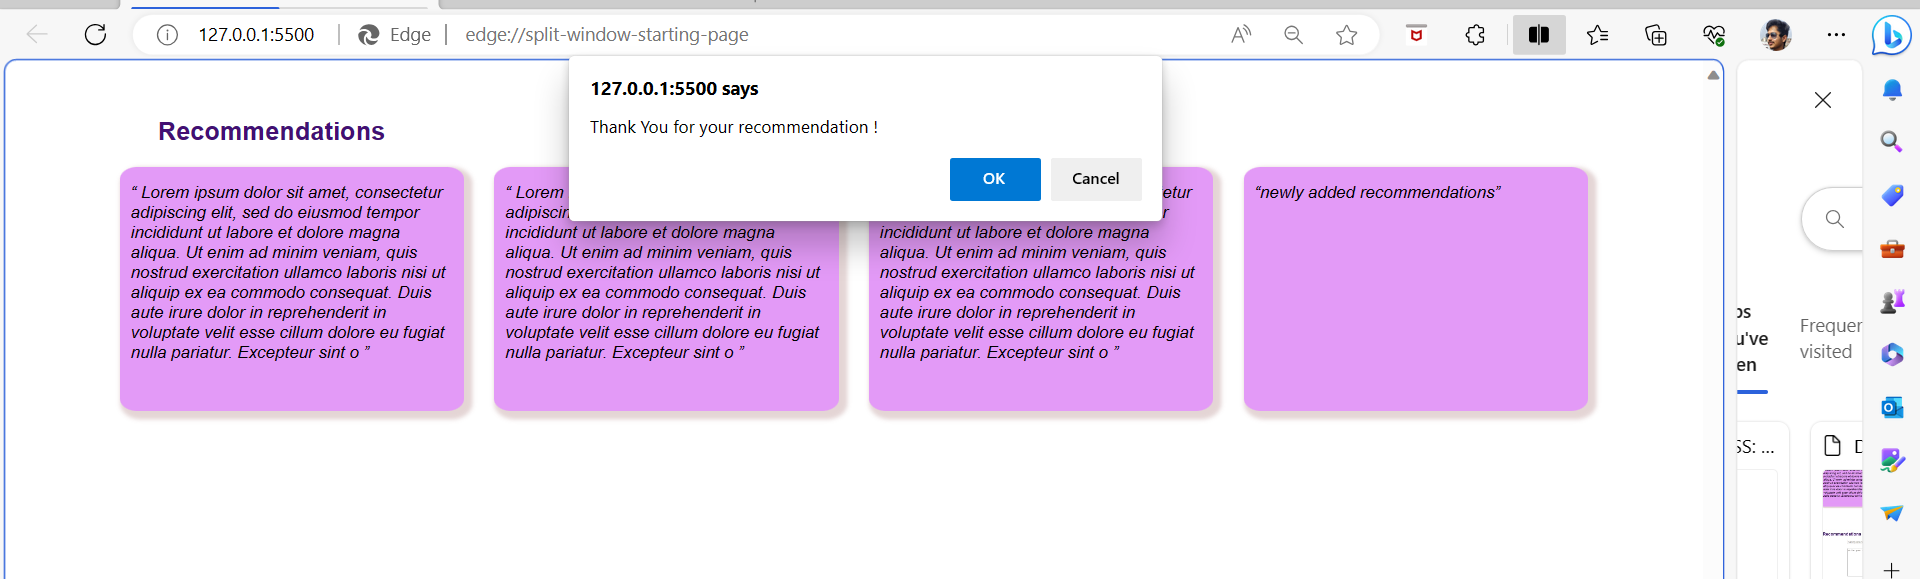 127.0.0.1:5500
Edge
edge://split-window-starting-page
127.0.0.1:5500 says
Thank You for your recommendation !
OK
Cancel
Recommendations
“ Lorem ipsum dolor sit amet, consectetur
adipiscing elit, sed do eiusmod tempor
incididunt ut labore et dolore magna
aliqua. Ut enim ad minim veniam, quis
nostrud exercitation ullamco laboris nisi ut
aliquip ex ea commodo consequat. Duis
aute irure dolor in reprehenderit in
voluptate velit esse cillum dolore eu fugiat
nulla pariatur. Excepteur sint o ”
“ Lorem
adipiscin
incididunt ut labore et dolore magna
aliqua. Ut enim ad minim veniam, quis
nostrud exercitation ullamco laboris nisi ut
aliquip ex ea commodo consequat. Duis
aute irure dolor in reprehenderit in
voluptate velit esse cillum dolore eu fugiat
nulla pariatur. Excepteur sint o ”
etur
r
incididunt ut labore et dolore magna
aliqua. Ut enim ad minim veniam, quis
nostrud exercitation ullamco laboris nisi ut
aliquip ex ea commodo consequat. Duis
aute irure dolor in reprehenderit in
voluptate velit esse cillum dolore eu fugiat
nulla pariatur. Excepteur sint o ”
“newly added recommendations”
os
u've
en
Frequer
visited
SS: ...
D
Recommendations